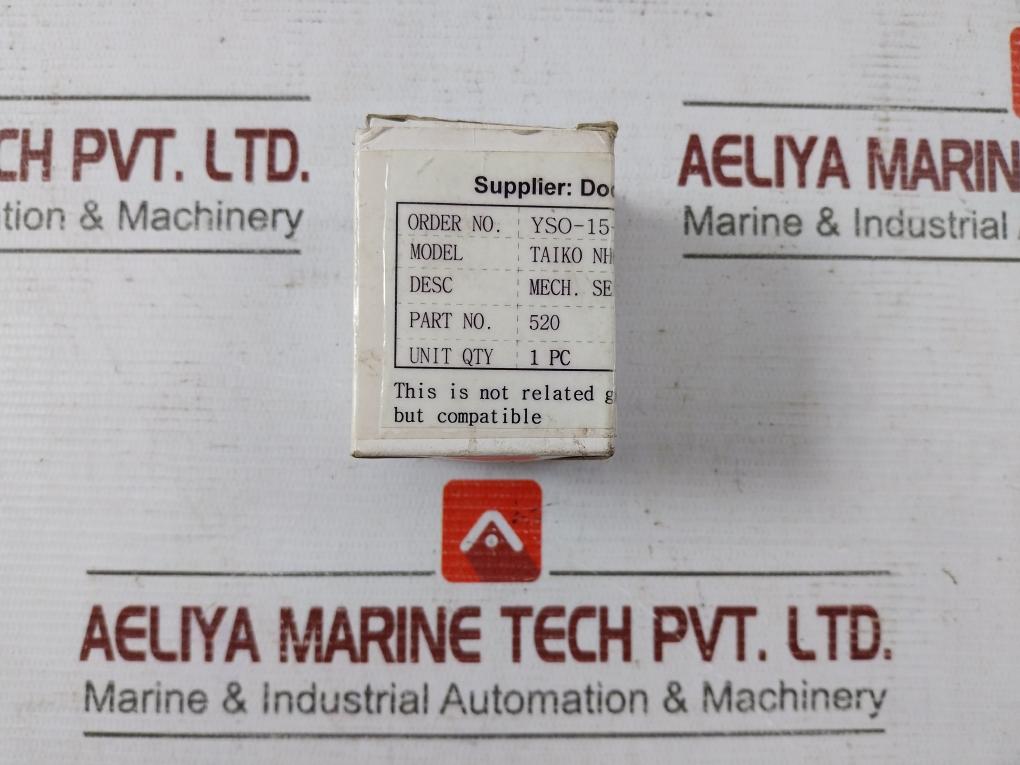 CH PVT. LTD.
tion & Machinery
AELIYA MARIN
Marine & Industrial
Supplier: Doo
ORDER NO. YSO-15-
MODEL TAIKO NH
DESC MECH. SE
PART NO. 520
UNIT QTY 1 PC
This is not related g
but compatible
AELIYA MARINE TECH PVT. LTD.
Marine & Industrial Automation & Machinery